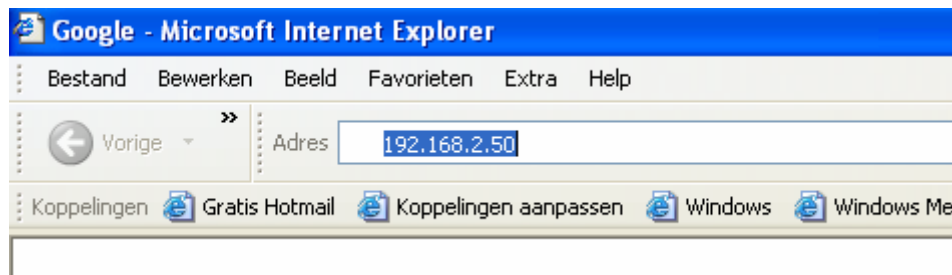 Google - Microsoft Internet Explorer
Bestand Bewerken Beeld Favorieten Extra Help
Vorige » Adres 192.168.2.50
Koppelingen Gratis Hotmail Koppelingen aanpassen Windows Windows Me